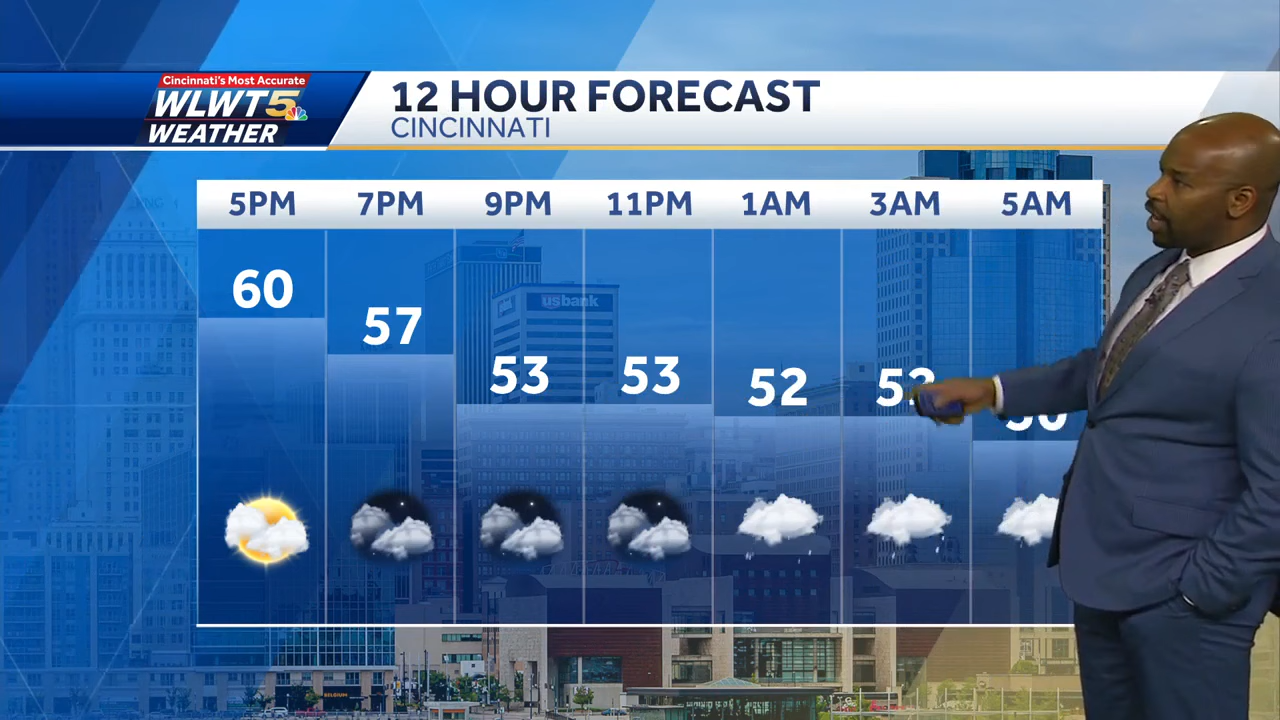 Cincinnati's Most Accurate
WLWT5
WEATHER
12 HOUR FORECAST
CINCINNATI
5PM 7PM 9PM 11PM 1AM 3AM 5AM
60 57 53 53 52
usbank
BELGIUM